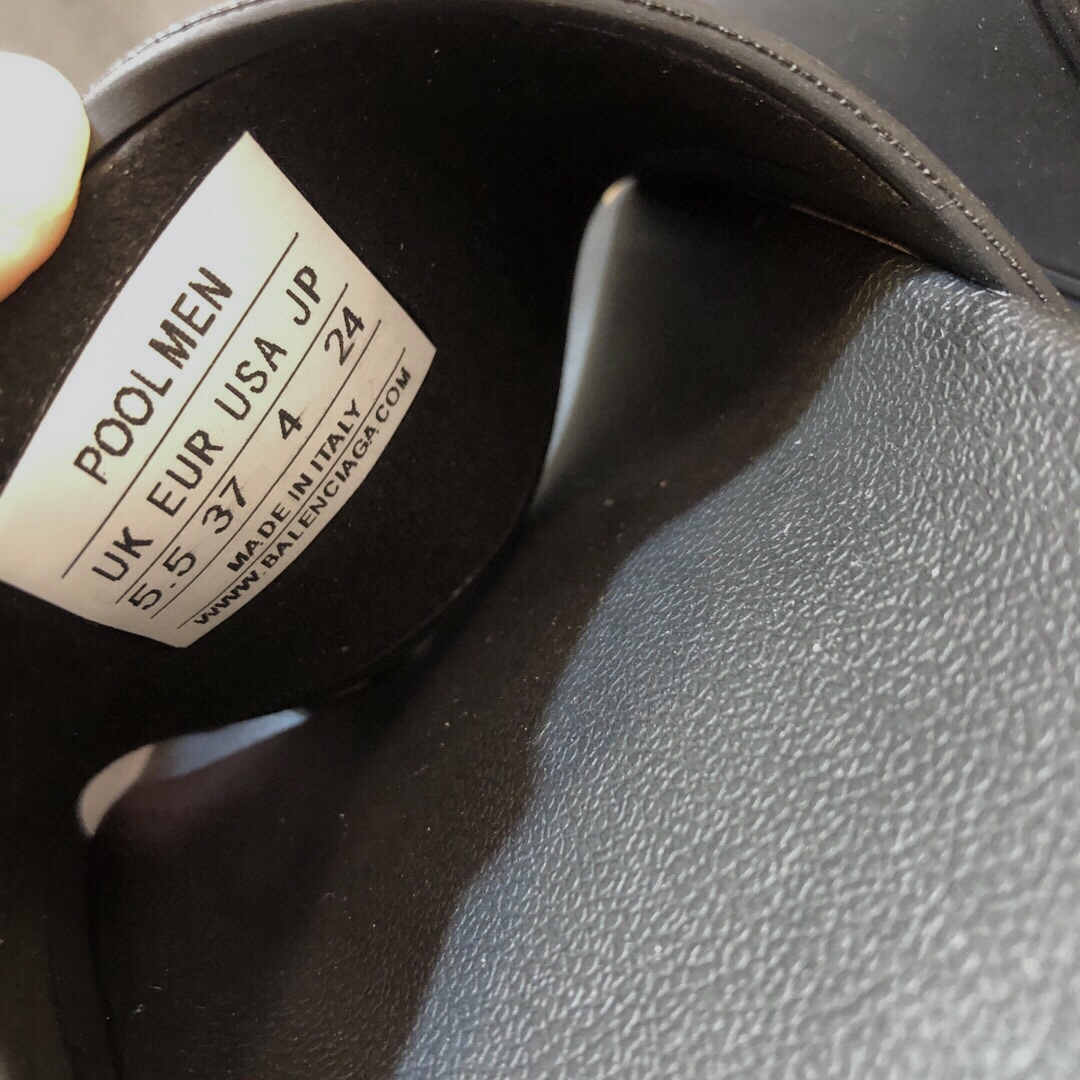 POOL MEN
UK EUR USA JP
5.5 37 4 24
MADE IN ITALY
WWW.BALENCIAGA.COM